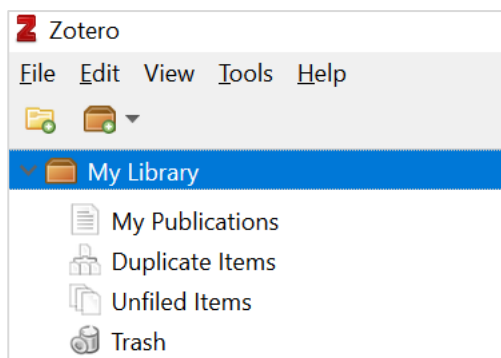 Zotero
File Edit View Tools Help
My Library
My Publications
Duplicate Items
Unfiled Items
Trash